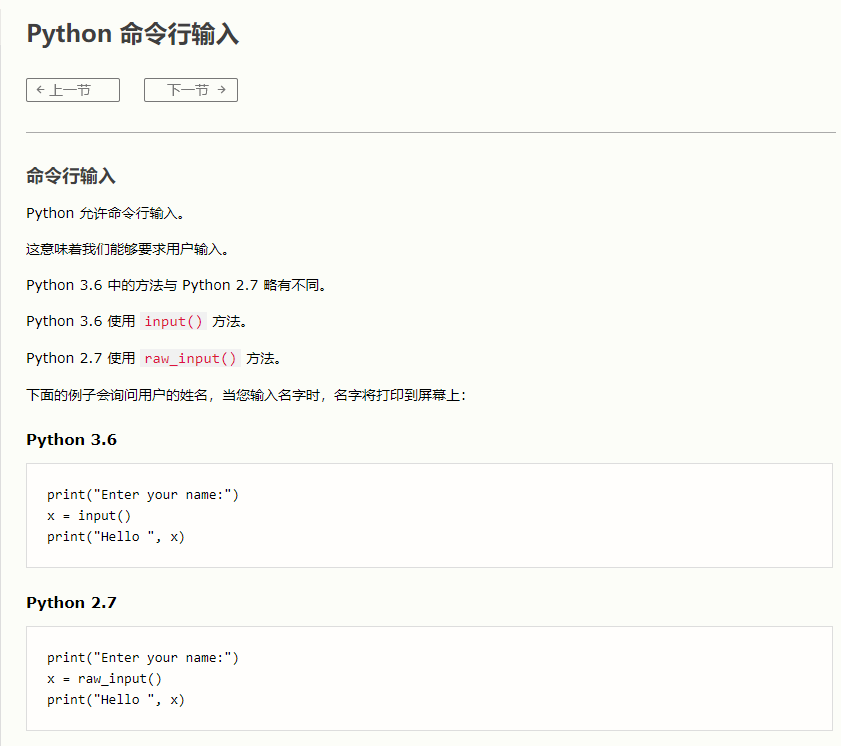 Python 命令行输入
← 上一节
下一节 →
命令行输入
Python 允许命令行输入。
这意味着我们能够要求用户输入。
Python 3.6 中的方法与 Python 2.7 略有不同。
Python 3.6 使用 input() 方法。
Python 2.7 使用 raw_input() 方法。
下面的例子会询问用户的姓名，当您输入名字时，名字将打印到屏幕上：
Python 3.6
print("Enter your name:")
x = input()
print("Hello ", x)
Python 2.7
print("Enter your name:")
x = raw_input()
print("Hello ", x)